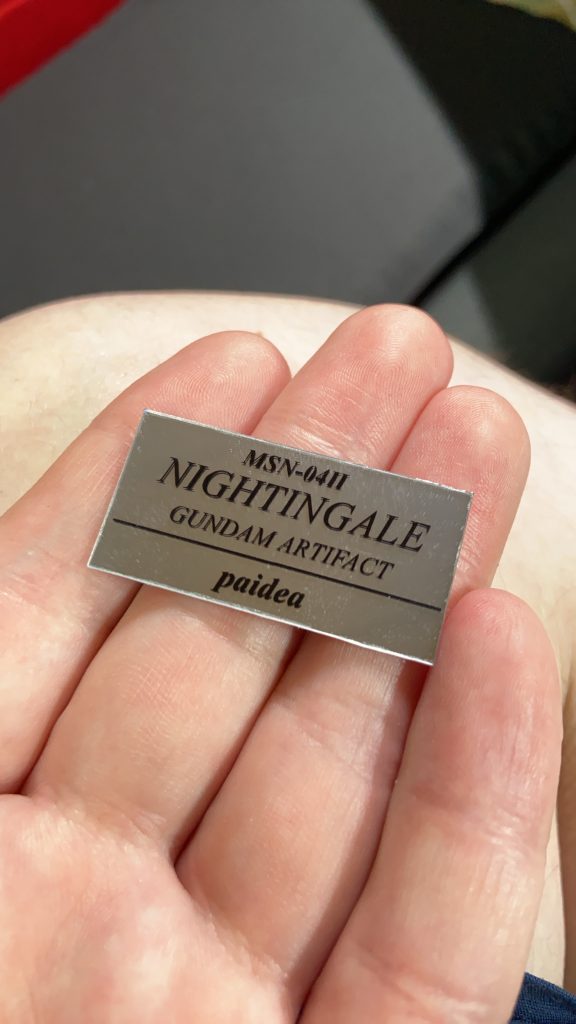 MSN-04II
NIGHTINGALE
GUNDAM ARTIFACT
paidea